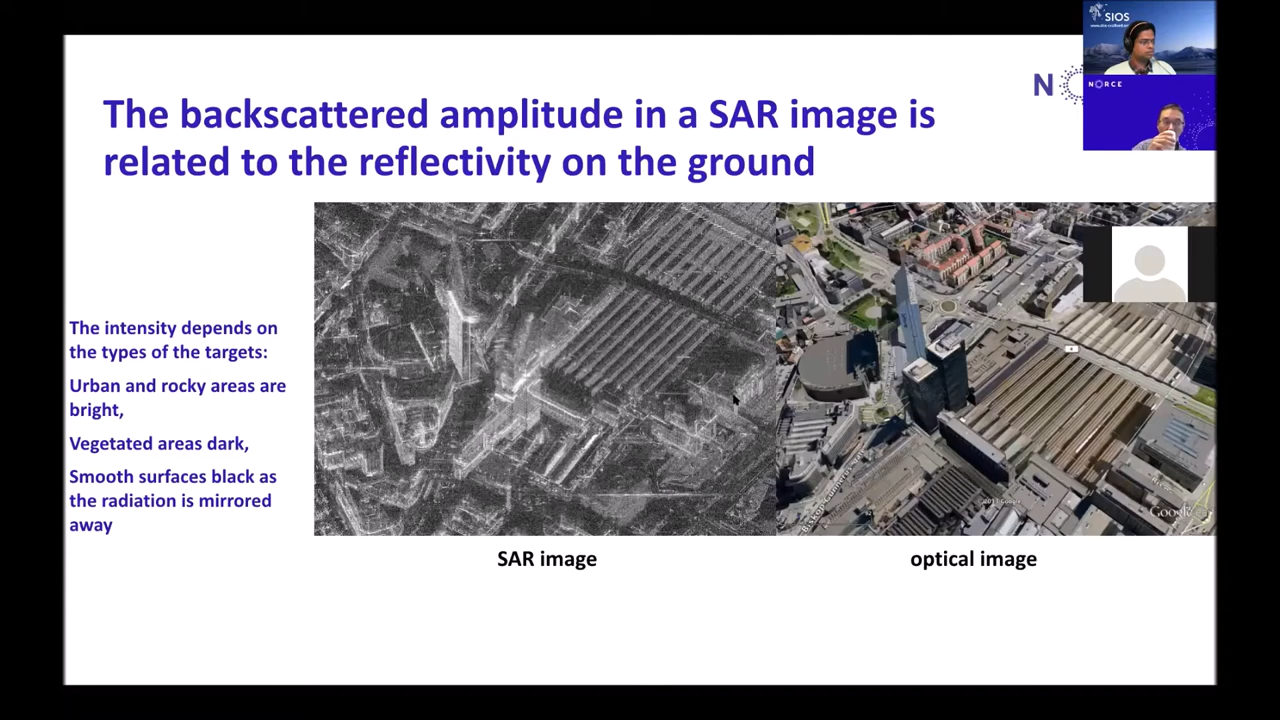 SIOS
N
NORCE
The backscattered amplitude in a SAR image is
related to the reflectivity on the ground
The intensity depends on
the types of the targets:
Urban and rocky areas are
bright,
Vegetated areas dark,
Smooth surfaces black as
the radiation is mirrored
away
Google
SAR image
optical image